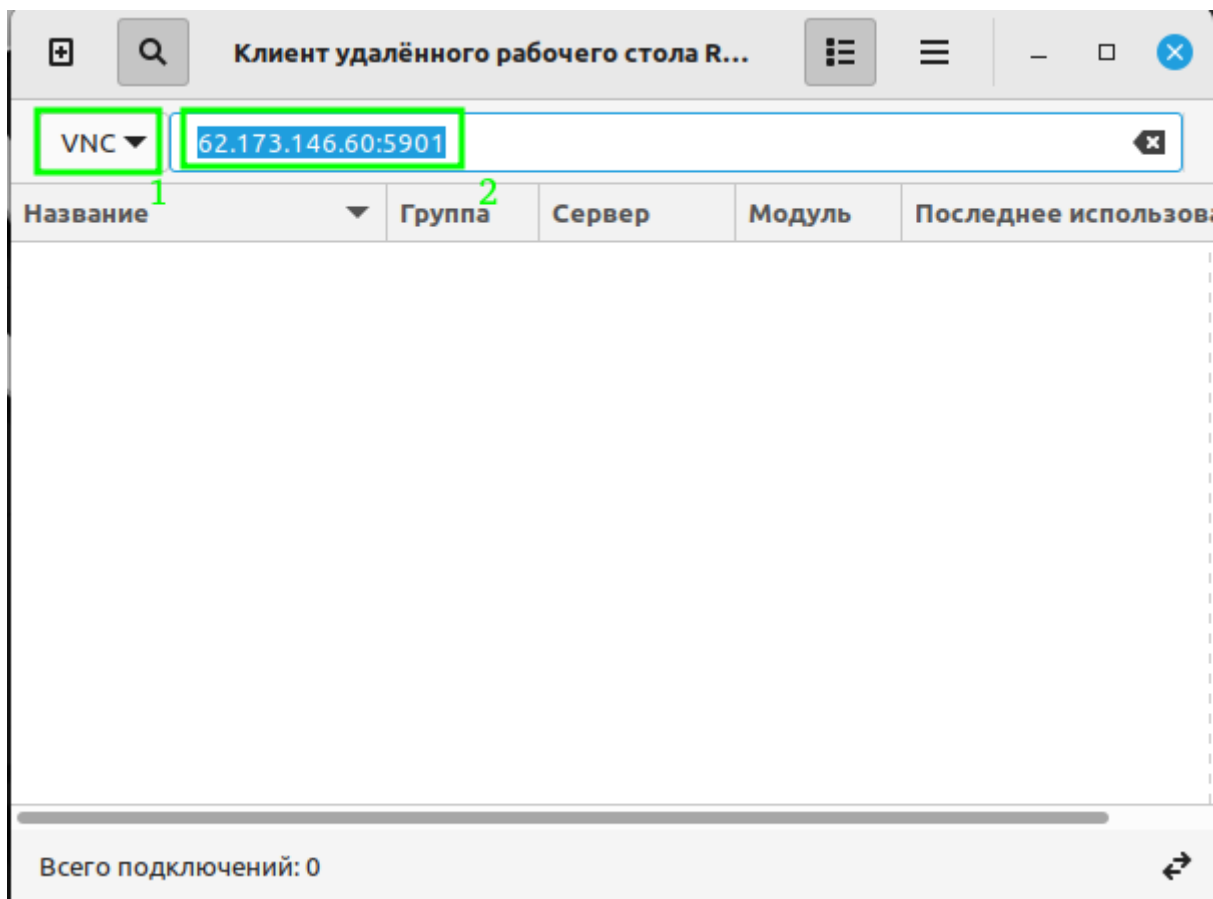 Клиент удалённого рабочего стола R...
VNC 62.173.146.60:5901
1 2
Название Группа Сервер Модуль Последнее использова
Всего подключений: 0